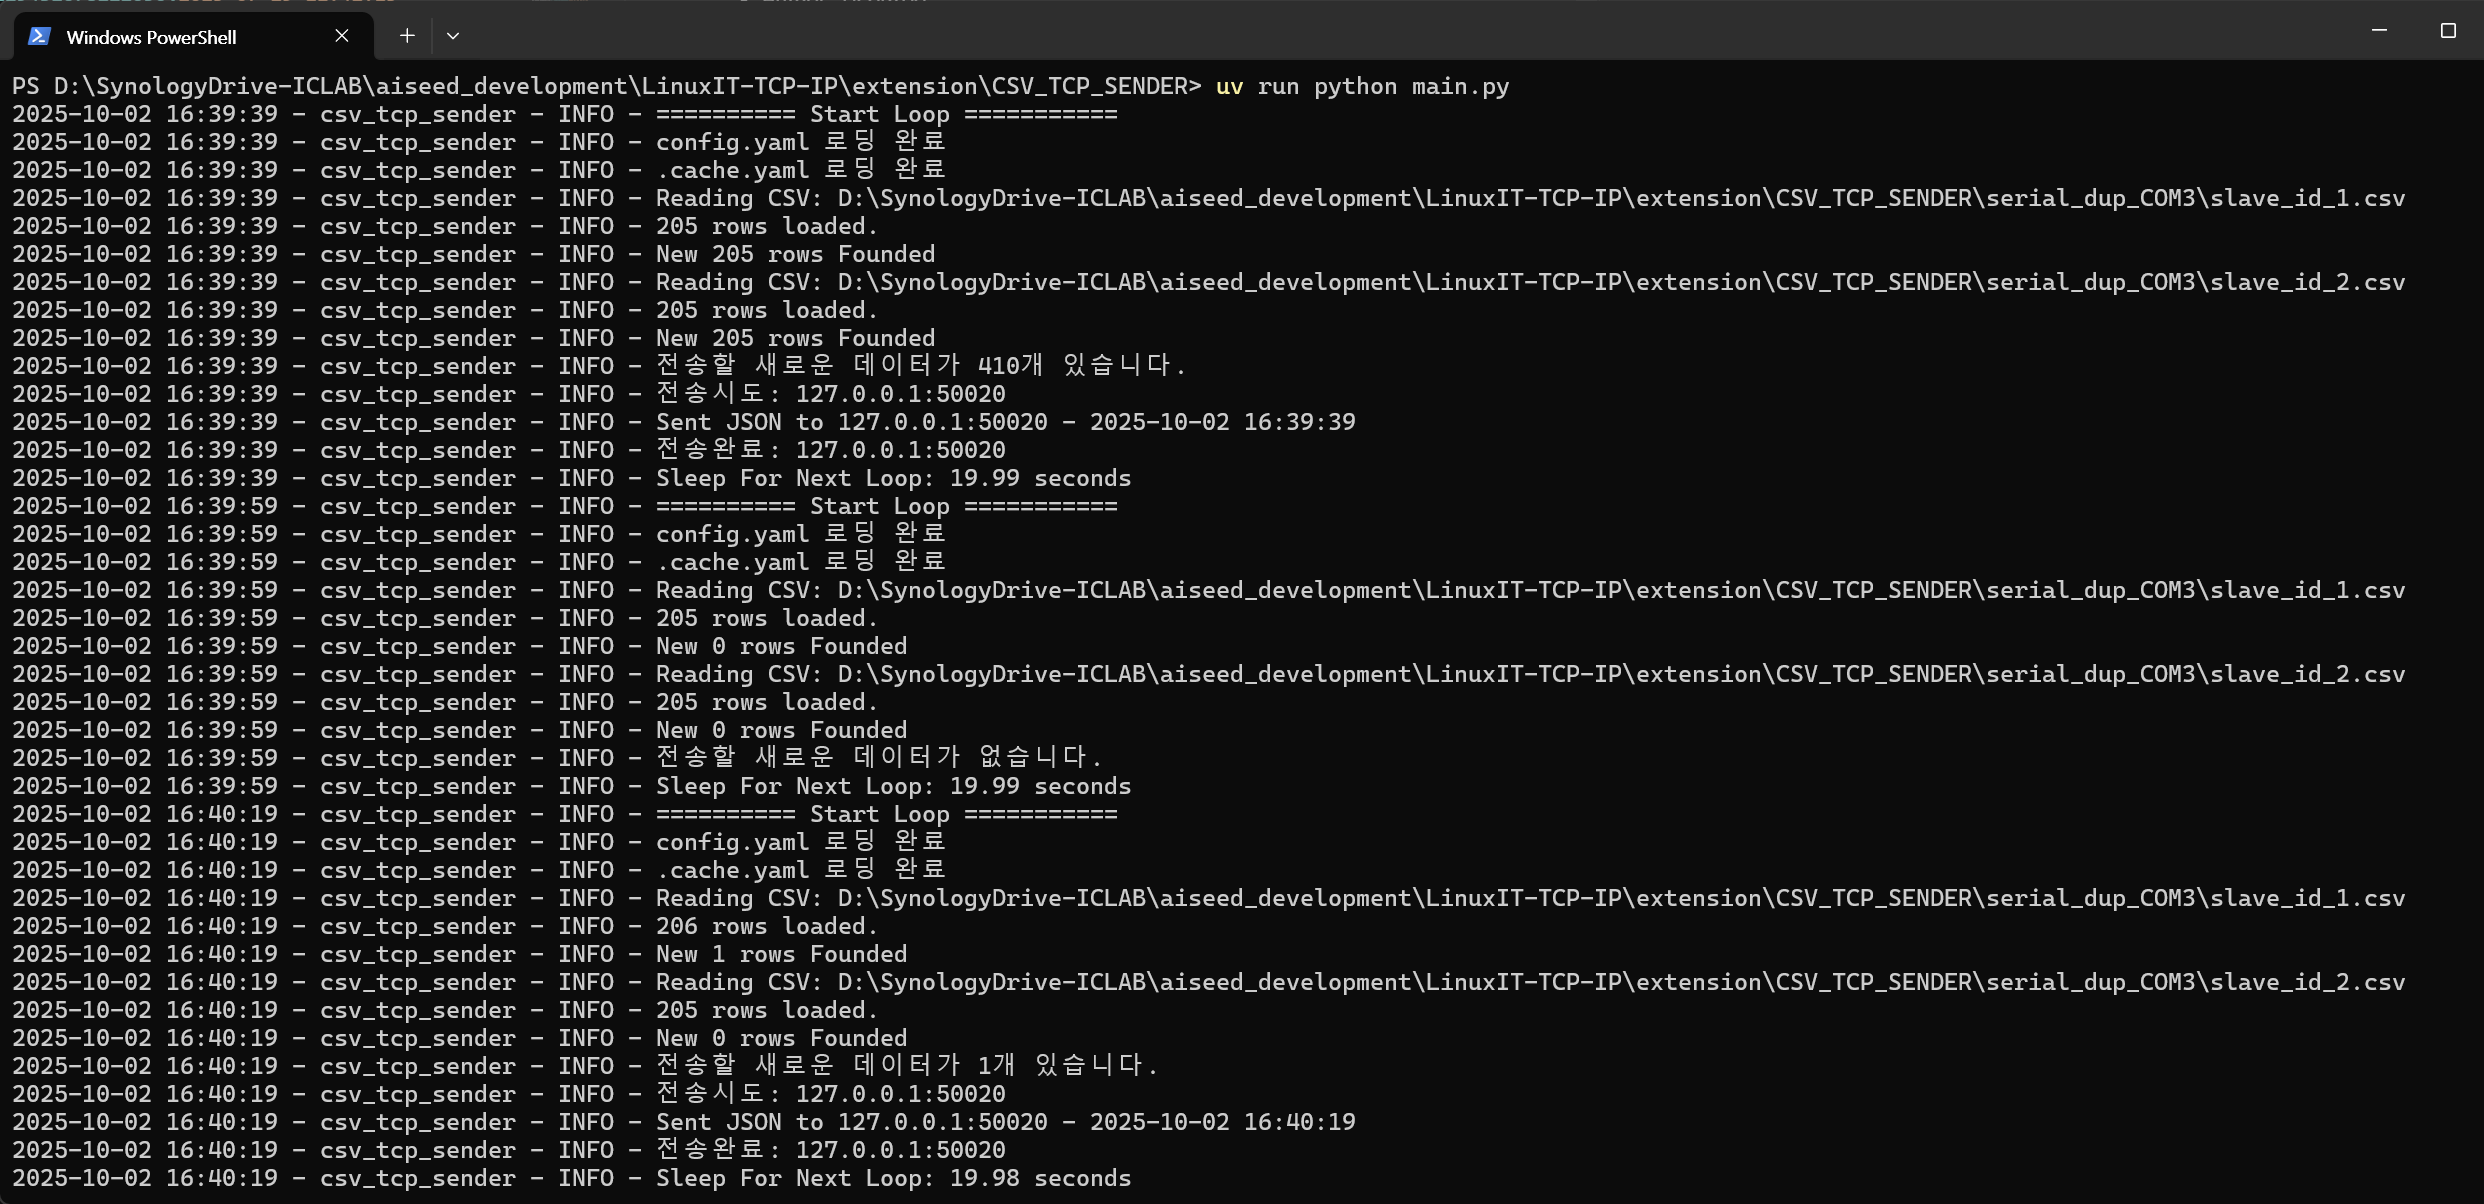 Windows PowerShell
PS D:\SynologyDrive-ICLAB\aiseed_development\LinuxIT-TCP-IP\extension\CSV_TCP_SENDER> uv run python main.py
2025-10-02 16:39:39 - csv_tcp_sender - INFO - ========== Start Loop ===========
2025-10-02 16:39:39 - csv_tcp_sender - INFO - config.yaml 로딩 완료
2025-10-02 16:39:39 - csv_tcp_sender - INFO - .cache.yaml 로딩 완료
2025-10-02 16:39:39 - csv_tcp_sender - INFO - Reading CSV: D:\SynologyDrive-ICLAB\aiseed_development\LinuxIT-TCP-IP\extension\CSV_TCP_SENDER\serial_dup_COM3\slave_id_1.csv
2025-10-02 16:39:39 - csv_tcp_sender - INFO - 205 rows loaded.
2025-10-02 16:39:39 - csv_tcp_sender - INFO - New 205 rows Founded
2025-10-02 16:39:39 - csv_tcp_sender - INFO - Reading CSV: D:\SynologyDrive-ICLAB\aiseed_development\LinuxIT-TCP-IP\extension\CSV_TCP_SENDER\serial_dup_COM3\slave_id_2.csv
2025-10-02 16:39:39 - csv_tcp_sender - INFO - 205 rows loaded.
2025-10-02 16:39:39 - csv_tcp_sender - INFO - New 205 rows Founded
2025-10-02 16:39:39 - csv_tcp_sender - INFO - 전송할 새로운 데이터가 410개 있습니다.
2025-10-02 16:39:39 - csv_tcp_sender - INFO - 전송시도: 127.0.0.1:50020
2025-10-02 16:39:39 - csv_tcp_sender - INFO - Sent JSON to 127.0.0.1:50020 - 2025-10-02 16:39:39
2025-10-02 16:39:39 - csv_tcp_sender - INFO - 전송완료: 127.0.0.1:50020
2025-10-02 16:39:39 - csv_tcp_sender - INFO - Sleep For Next Loop: 19.99 seconds
2025-10-02 16:39:59 - csv_tcp_sender - INFO - ========== Start Loop ===========
2025-10-02 16:39:59 - csv_tcp_sender - INFO - config.yaml 로딩 완료
2025-10-02 16:39:59 - csv_tcp_sender - INFO - .cache.yaml 로딩 완료
2025-10-02 16:39:59 - csv_tcp_sender - INFO - Reading CSV: D:\SynologyDrive-ICLAB\aiseed_development\LinuxIT-TCP-IP\extension\CSV_TCP_SENDER\serial_dup_COM3\slave_id_1.csv
2025-10-02 16:39:59 - csv_tcp_sender - INFO - 205 rows loaded.
2025-10-02 16:39:59 - csv_tcp_sender - INFO - New 0 rows Founded
2025-10-02 16:39:59 - csv_tcp_sender - INFO - Reading CSV: D:\SynologyDrive-ICLAB\aiseed_development\LinuxIT-TCP-IP\extension\CSV_TCP_SENDER\serial_dup_COM3\slave_id_2.csv
2025-10-02 16:39:59 - csv_tcp_sender - INFO - 205 rows loaded.
2025-10-02 16:39:59 - csv_tcp_sender - INFO - New 0 rows Founded
2025-10-02 16:39:59 - csv_tcp_sender - INFO - 전송할 새로운 데이터가 없습니다.
2025-10-02 16:39:59 - csv_tcp_sender - INFO - Sleep For Next Loop: 19.99 seconds
2025-10-02 16:40:19 - csv_tcp_sender - INFO - ========== Start Loop ===========
2025-10-02 16:40:19 - csv_tcp_sender - INFO - config.yaml 로딩 완료
2025-10-02 16:40:19 - csv_tcp_sender - INFO - .cache.yaml 로딩 완료
2025-10-02 16:40:19 - csv_tcp_sender - INFO - Reading CSV: D:\SynologyDrive-ICLAB\aiseed_development\LinuxIT-TCP-IP\extension\CSV_TCP_SENDER\serial_dup_COM3\slave_id_1.csv
2025-10-02 16:40:19 - csv_tcp_sender - INFO - 206 rows loaded.
2025-10-02 16:40:19 - csv_tcp_sender - INFO - New 1 rows Founded
2025-10-02 16:40:19 - csv_tcp_sender - INFO - Reading CSV: D:\SynologyDrive-ICLAB\aiseed_development\LinuxIT-TCP-IP\extension\CSV_TCP_SENDER\serial_dup_COM3\slave_id_2.csv
2025-10-02 16:40:19 - csv_tcp_sender - INFO - 205 rows loaded.
2025-10-02 16:40:19 - csv_tcp_sender - INFO - New 0 rows Founded
2025-10-02 16:40:19 - csv_tcp_sender - INFO - 전송할 새로운 데이터가 1개 있습니다.
2025-10-02 16:40:19 - csv_tcp_sender - INFO - 전송시도: 127.0.0.1:50020
2025-10-02 16:40:19 - csv_tcp_sender - INFO - Sent JSON to 127.0.0.1:50020 - 2025-10-02 16:40:19
2025-10-02 16:40:19 - csv_tcp_sender - INFO - 전송완료: 127.0.0.1:50020
2025-10-02 16:40:19 - csv_tcp_sender - INFO - Sleep For Next Loop: 19.98 seconds